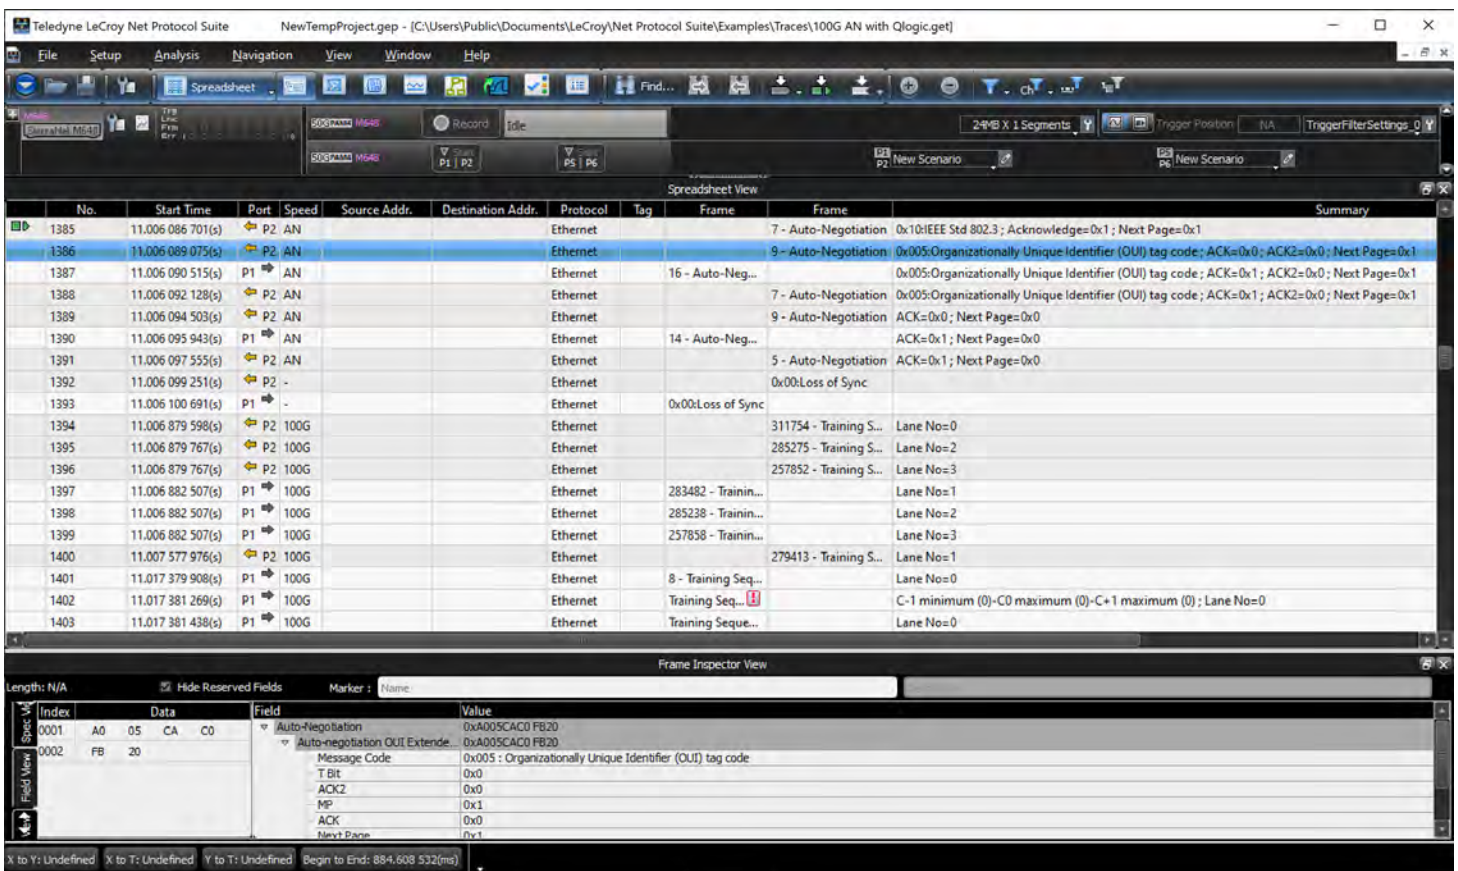 Teledyne LeCroy Net Protocol Suite NewTempProject.gep - [C:\Users\Public\Documents\LeCroy\Net Protocol Suite\Examples\Traces\100G AN with Qlogic.get]
File Setup Analysis Navigation View Window Help
Spreadsheet Find...
M648 50G PAM4 M648 Record Idle 24MB X 1 Segments Trigger Position NA TriggerFilterSettings_0
SierraNet M648
50G PAM4 M648 Start P1 | P2 P5 | P6 P1 P2 New Scenario P5 P6 New Scenario
Spreadsheet View
No. Start Time Port Speed Source Addr. Destination Addr. Protocol Tag Frame Frame Summary
1385 11.006 086 701(s) P2 AN Ethernet 7 - Auto-Negotiation 0x10:IEEE Std 802.3 ; Acknowledge=0x1 ; Next Page=0x1
1386 11.006 089 075(s) P2 AN Ethernet 9 - Auto-Negotiation 0x005:Organizationally Unique Identifier (OUI) tag code ; ACK=0x0 ; ACK2=0x0 ; Next Page=0x1
1387 11.006 090 515(s) P1 AN Ethernet 16 - Auto-Neg... 0x005:Organizationally Unique Identifier (OUI) tag code ; ACK=0x1 ; ACK2=0x0 ; Next Page=0x1
1388 11.006 092 128(s) P2 AN Ethernet 7 - Auto-Negotiation 0x005:Organizationally Unique Identifier (OUI) tag code ; ACK=0x1 ; ACK2=0x0 ; Next Page=0x1
1389 11.006 094 503(s) P2 AN Ethernet 9 - Auto-Negotiation ACK=0x0 ; Next Page=0x0
1390 11.006 095 943(s) P1 AN Ethernet 14 - Auto-Neg... ACK=0x1 ; Next Page=0x0
1391 11.006 097 555(s) P2 AN Ethernet 5 - Auto-Negotiation ACK=0x1 ; Next Page=0x0
1392 11.006 099 251(s) P2 - Ethernet 0x00:Loss of Sync
1393 11.006 100 691(s) P1 - Ethernet 0x00:Loss of Sync
1394 11.006 879 598(s) P2 100G Ethernet 311754 - Training S... Lane No=0
1395 11.006 879 767(s) P2 100G Ethernet 285275 - Training S... Lane No=2
1396 11.006 879 767(s) P2 100G Ethernet 257852 - Training S... Lane No=3
1397 11.006 882 507(s) P1 100G Ethernet 283482 - Trainin... Lane No=1
1398 11.006 882 507(s) P1 100G Ethernet 285238 - Trainin... Lane No=2
1399 11.006 882 507(s) P1 100G Ethernet 257858 - Trainin... Lane No=3
1400 11.007 577 976(s) P2 100G Ethernet 279413 - Training S... Lane No=1
1401 11.017 379 908(s) P1 100G Ethernet 8 - Training Seq... Lane No=0
1402 11.017 381 269(s) P1 100G Ethernet Training Seq... C-1 minimum (0)-C0 maximum (0)-C+1 maximum (0) ; Lane No=0
1403 11.017 381 438(s) P1 100G Ethernet Training Seque... Lane No=0
Frame Inspector View
Length: N/A Hide Reserved Fields Marker : Name
Index Data Field Value
0001 A0 05 CA C0 Auto-Negotiation 0xA005CAC0 FB20
0002 FB 20 Auto-negotiation OUI Extende... 0xA005CAC0 FB20
Message Code 0x005 : Organizationally Unique Identifier (OUI) tag code
T Bit 0x0
ACK2 0x0
MP 0x1
ACK 0x0
Next Page 0x1
Field View
X to Y: Undefined X to T: Undefined Y to T: Undefined Begin to End: 884.608 532(ms)